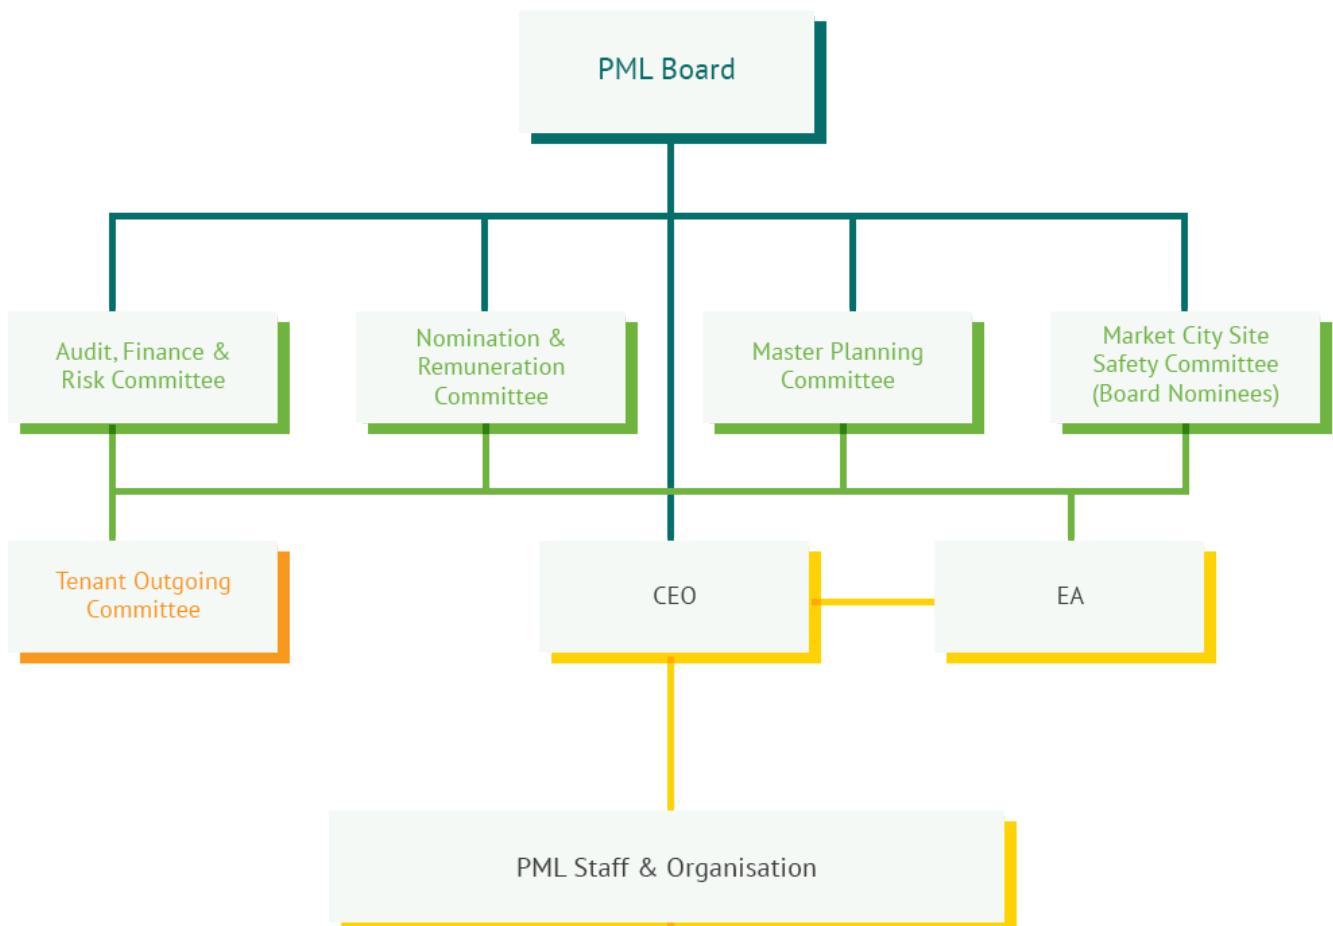 PML Board
Audit, Finance &
Risk Committee
Nomination &
Remuneration
Committee
Master Planning
Committee
Market City Site
Safety Committee
(Board Nominees)
Tenant Outgoing
Committee
CEO
EA
PML Staff & Organisation